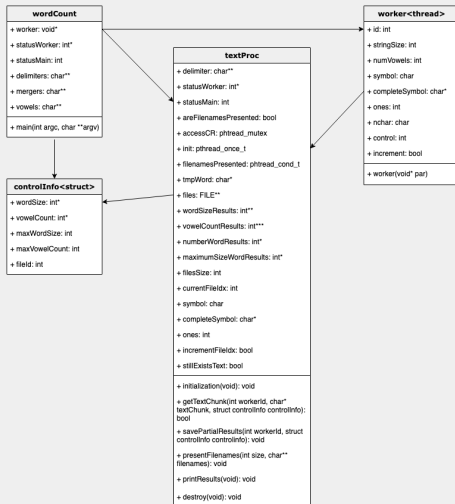 wordCount
+ worker: void*
+ statusWorker: int*
+ statusMain: int
+ delimiters: char**
+ mergers: char**
+ vowels: char**
+ main(int argc, char **argv)
controlInfo<struct>
+ wordSize: int*
+ vowelCount: int*
+ maxWordSize: int
+ maxVowelCount: int
+ fileId: int
textProc
+ delimiter: char**
+ statusWorker: int*
+ statusMain: int
+ areFilenamesPresented: bool
+ accessCR: phtread_mutex
+ init: pthread_once_t
+ filenamesPresented: phtread_cond_t
+ tmpWord: char*
+ files: FILE**
+ wordSizeResults: int**
+ vowelCountResults: int***
+ numberWordResults: int*
+ maximumSizeWordResults: int*
+ filesSize: int
+ currentFileIdx: int
+ symbol: char
+ completeSymbol: char*
+ ones: int
+ incrementFileIdx: bool
+ stillExistsText: bool
+ initialization(void): void
+ getTextChunk(int workerId, char*
textChunk, struct controlInfo controlInfo):
bool
+ savePartialResults(int workerId, struct
controlInfo controlinfo): void
+ presentFilenames(int size, char**
filenames): void
+ printResults(void): void
+ destroy(void): void
worker<thread>
+ id: int
+ stringSize: int
+ numVowels: int
+ symbol: char
+ completeSymbol: char*
+ ones: int
+ nchar: char
+ control: int
+ increment: bool
+ worker(void* par)